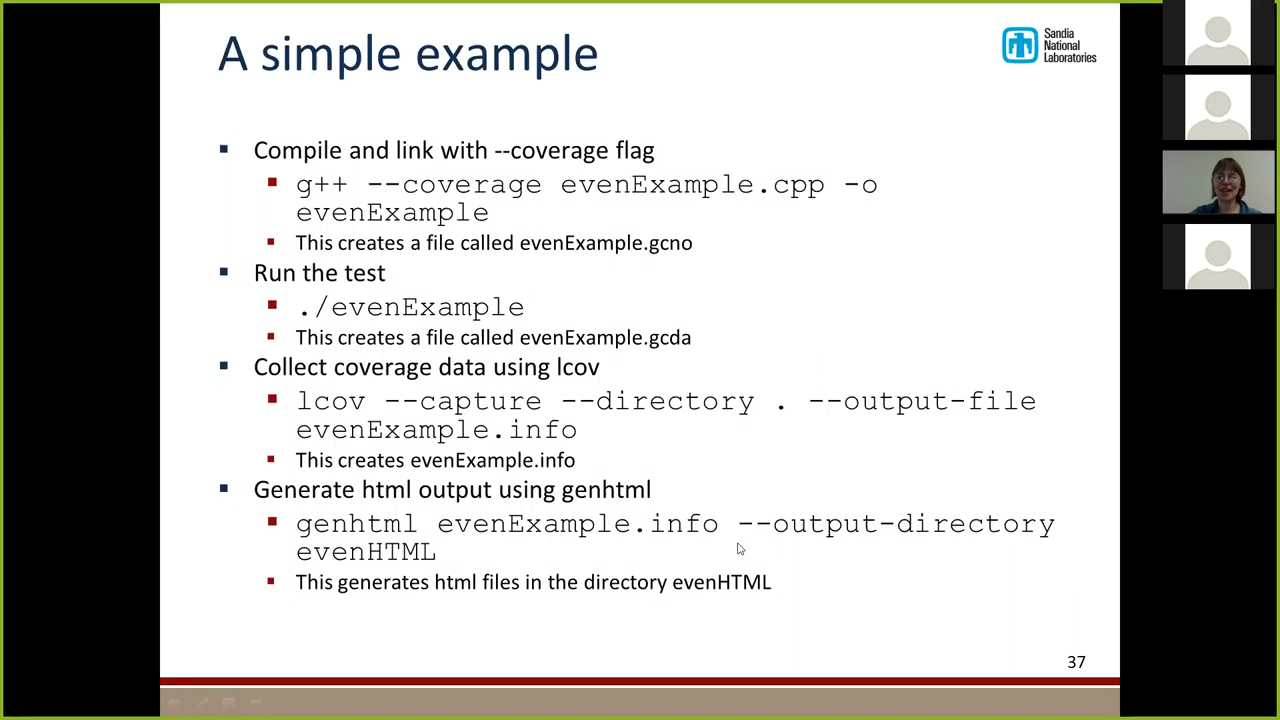 A simple example
Sandia
National
Laboratories
Compile and link with --coverage flag
g++ --coverage evenExample.cpp -o
evenExample
This creates a file called evenExample.gcno
Run the test
./evenExample
This creates a file called evenExample.gcda
Collect coverage data using lcov
lcov --capture --directory . --output-file
evenExample.info
This creates evenExample.info
Generate html output using genhtml
genhtml evenExample.info --output-directory
evenHTML
This generates html files in the directory evenHTML
37